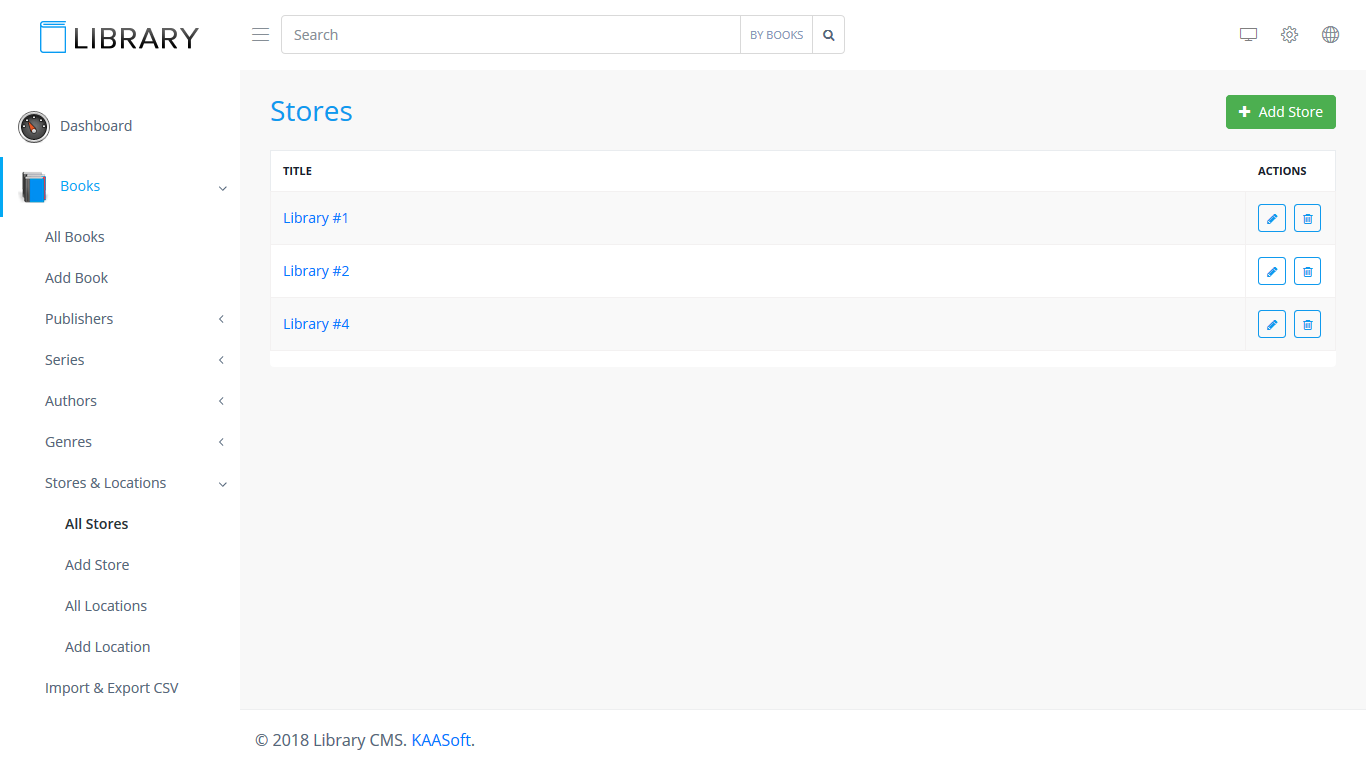 LIBRARY
Search
BY BOOKS
Dashboard
Books
All Books
Add Book
Publishers
Series
Authors
Genres
Stores & Locations
All Stores
Add Store
All Locations
Add Location
Import & Export CSV
Stores
Add Store
TITLE ACTIONS
Library #1
Library #2
Library #4
© 2018 Library CMS. KAASoft.